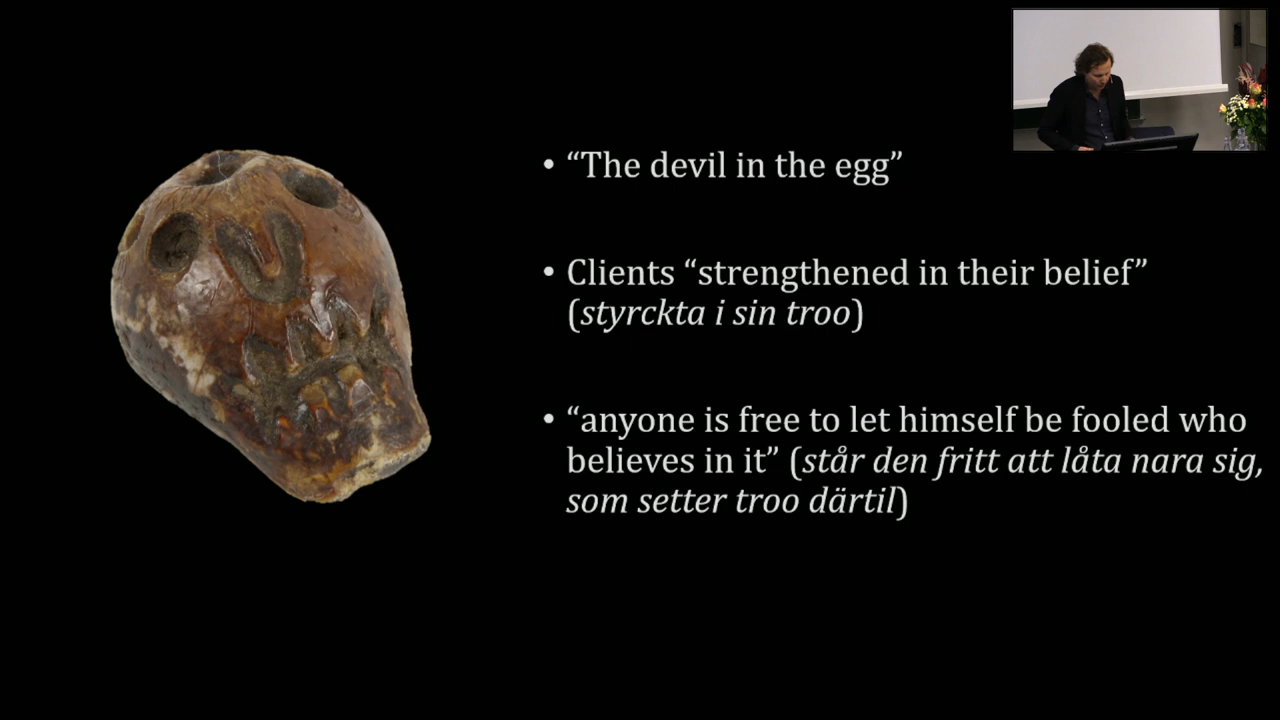 • “The devil in the egg”
• Clients “strengthened in their belief”
(styrckta i sin troo)
• “anyone is free to let himself be fooled who
believes in it” (står den fritt att låta nara sig,
som setter troo därtil)